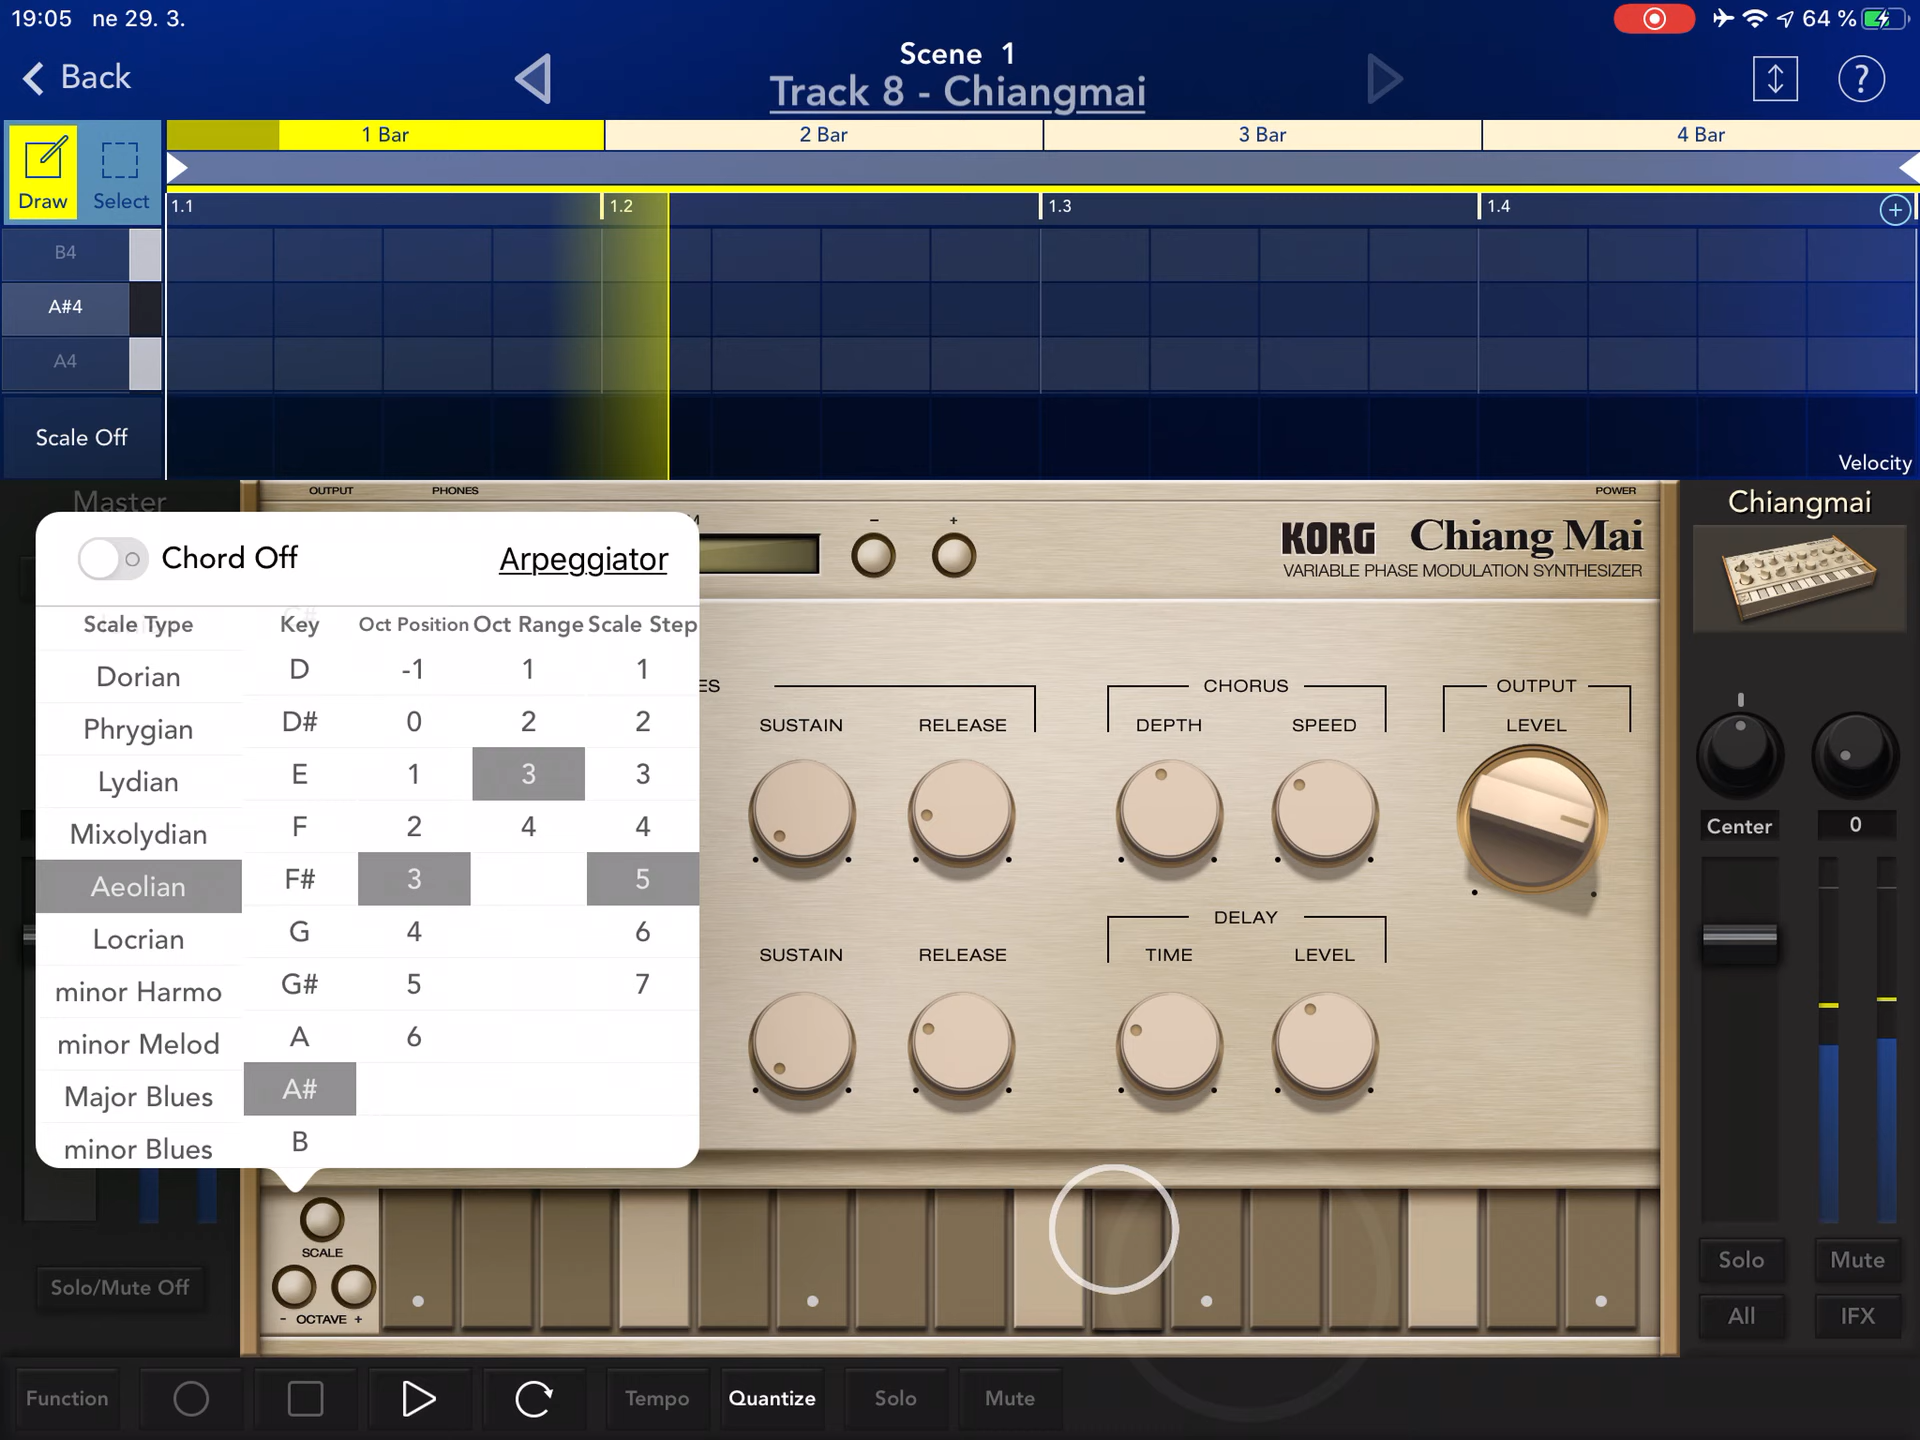 19:05 ne 29. 3.
64 %
Back
Scene 1
Track 8 - Chiangmai
?
1 Bar
2 Bar
3 Bar
4 Bar
Draw
Select
1.1
1.2
1.3
1.4
B4
A#4
A4
Scale Off
Velocity
Master
OUTPUT
PHONES
POWER
Chiangmai
Chord Off
Arpeggiator
- +
KORG Chiang Mai
VARIABLE PHASE MODULATION SYNTHESIZER
Scale Type Key Oct Position Oct Range Scale Step
Dorian D -1 1 1
Phrygian D# 0 2 2
Lydian E 1 3 3
Mixolydian F 2 4 4
Aeolian F# 3 5
Locrian G 4 6
minor Harmo G# 5 7
minor Melod A 6
Major Blues A#
minor Blues B
ES
CHORUS
OUTPUT
SUSTAIN
RELEASE
DEPTH
SPEED
LEVEL
Center
0
DELAY
SUSTAIN
RELEASE
TIME
LEVEL
SCALE
- OCTAVE +
Solo/Mute Off
Solo
Mute
All
IFX
Function
Tempo
Quantize
Solo
Mute